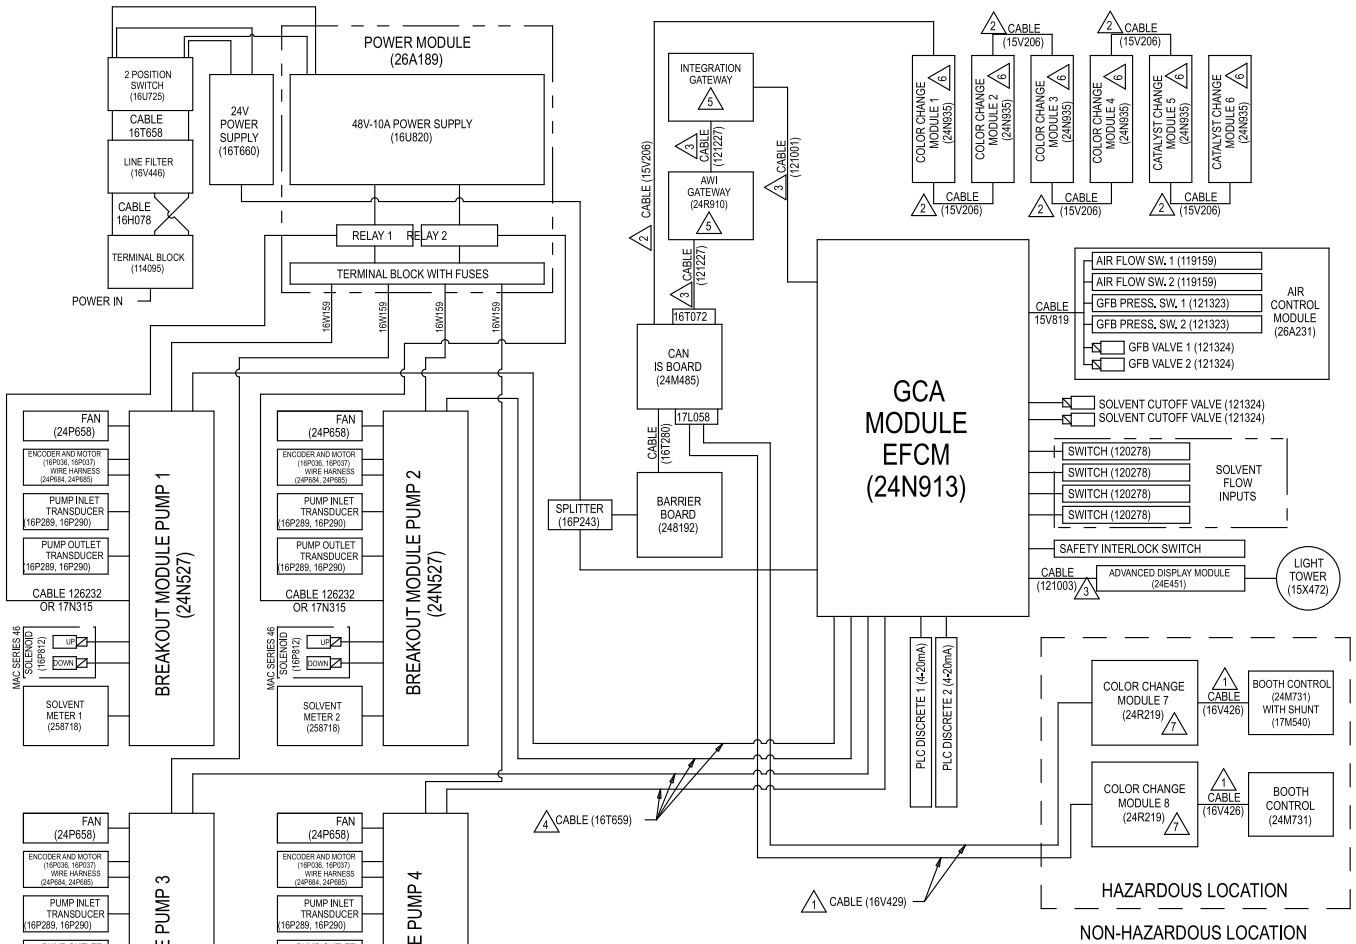 POWER MODULE
(26A189)
2 POSITION
SWITCH
(16U725)
CABLE
16T658
LINE FILTER
(16V446)
CABLE
16H078
TERMINAL BLOCK
(114095)
POWER IN
24V
POWER
SUPPLY
(16T660)
48V-10A POWER SUPPLY
(16U820)
RELAY 1
RELAY 2
TERMINAL BLOCK WITH FUSES
16W159
16W159
16W159
16W159
INTEGRATION
GATEWAY
5
3
CABLE
(121227)
AWI
GATEWAY
(24R910)
5
3
CABLE
(121227)
3
CABLE
(121001)
2
CABLE (15V206)
16T072
CAN
IS BOARD
(24M485)
17L058
CABLE
(16T280)
BARRIER
BOARD
(248192)
SPLITTER
(16P243)
2
CABLE
(15V206)
2
CABLE
(15V206)
COLOR CHANGE
MODULE 1
(24N935)
6
COLOR CHANGE
MODULE 2
(24N935)
6
COLOR CHANGE
MODULE 3
(24N935)
6
COLOR CHANGE
MODULE 4
(24N935)
6
CATALYST CHANGE
MODULE 5
(24N935)
6
CATALYST CHANGE
MODULE 6
(24N935)
6
2
CABLE
(15V206)
2
CABLE
(15V206)
2
CABLE
(15V206)
GCA
MODULE
EFCM
(24N913)
CABLE
15V819
AIR FLOW SW. 1 (119159)
AIR FLOW SW. 2 (119159)
GFB PRESS. SW. 1 (121323)
GFB PRESS. SW. 2 (121323)
GFB VALVE 1 (121324)
GFB VALVE 2 (121324)
AIR
CONTROL
MODULE
(26A231)
SOLVENT CUTOFF VALVE (121324)
SOLVENT CUTOFF VALVE (121324)
SWITCH (120278)
SWITCH (120278)
SWITCH (120278)
SWITCH (120278)
SOLVENT
FLOW
INPUTS
SAFETY INTERLOCK SWITCH
CABLE
(121003)
3
ADVANCED DISPLAY MODULE
(24E451)
LIGHT
TOWER
(15X472)
PLC DISCRETE 1 (4-20mA)
PLC DISCRETE 2 (4-20mA)
COLOR CHANGE
MODULE 7
(24R219)
7
1
CABLE
(16V426)
BOOTH CONTROL
(24M731)
WITH SHUNT
(17M540)
COLOR CHANGE
MODULE 8
(24R219)
7
1
CABLE
(16V426)
BOOTH
CONTROL
(24M731)
HAZARDOUS LOCATION
NON-HAZARDOUS LOCATION
4
CABLE (16T659)
1
CABLE (16V429)
FAN
(24P658)
ENCODER AND MOTOR
(16P036, 16P037)
WIRE HARNESS
(24P684, 24P685)
PUMP INLET
TRANSDUCER
(16P289, 16P290)
PUMP OUTLET
TRANSDUCER
(16P289, 16P290)
CABLE 126232
OR 17N315
MAC SERIES 46
SOLENOID
(16P812)
UP
DOWN
SOLVENT
METER 1
(258718)
BREAKOUT MODULE PUMP 1
(24N527)
FAN
(24P658)
ENCODER AND MOTOR
(16P036, 16P037)
WIRE HARNESS
(24P684, 24P685)
PUMP INLET
TRANSDUCER
(16P289, 16P290)
PUMP OUTLET
TRANSDUCER
(16P289, 16P290)
CABLE 126232
OR 17N315
MAC SERIES 46
SOLENOID
(16P812)
UP
DOWN
SOLVENT
METER 2
(258718)
BREAKOUT MODULE PUMP 2
(24N527)
FAN
(24P658)
ENCODER AND MOTOR
(16P036, 16P037)
WIRE HARNESS
(24P684, 24P685)
PUMP INLET
TRANSDUCER
(16P289, 16P290)
E PUMP 3
FAN
(24P658)
ENCODER AND MOTOR
(16P036, 16P037)
WIRE HARNESS
(24P684, 24P685)
PUMP INLET
TRANSDUCER
(16P289, 16P290)
E PUMP 4